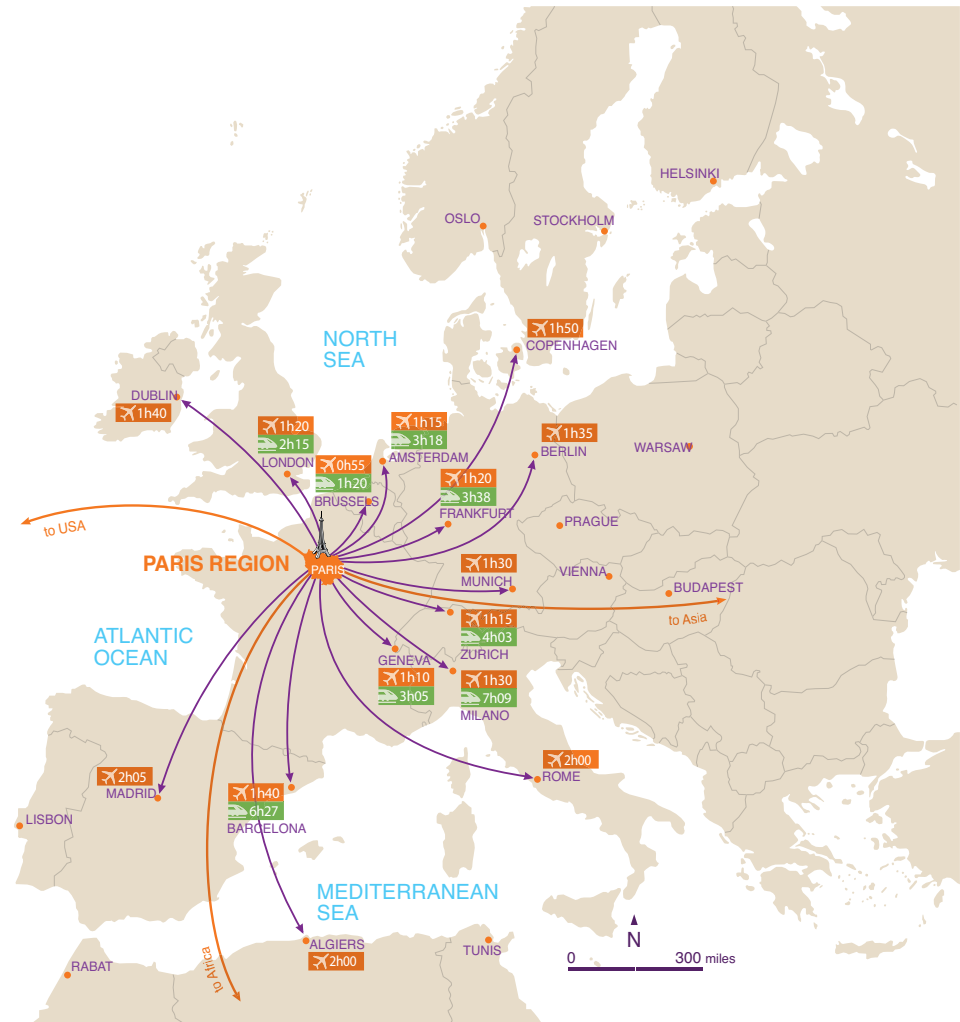 HELSINKI
OSLO
STOCKHOLM
1h50
COPENHAGEN
NORTH
SEA
DUBLIN
1h40
1h20
2h15
LONDON
1h15
3h18
AMSTERDAM
0h55
1h20
BRUSSELS
1h35
BERLIN
WARSAW
1h20
3h38
FRANKFURT
PRAGUE
to USA
PARIS REGION
PARIS
1h30
MUNICH
VIENNA
BUDAPEST
to Asia
ATLANTIC
OCEAN
1h15
4h03
ZURICH
GENEVA
1h10
3h05
1h30
7h09
MILANO
2h00
ROME
2h05
MADRID
LISBON
1h40
6h27
BARCELONA
MEDITERRANEAN
SEA
ALGIERS
2h00
TUNIS
RABAT
to Africa
N
0 300 miles